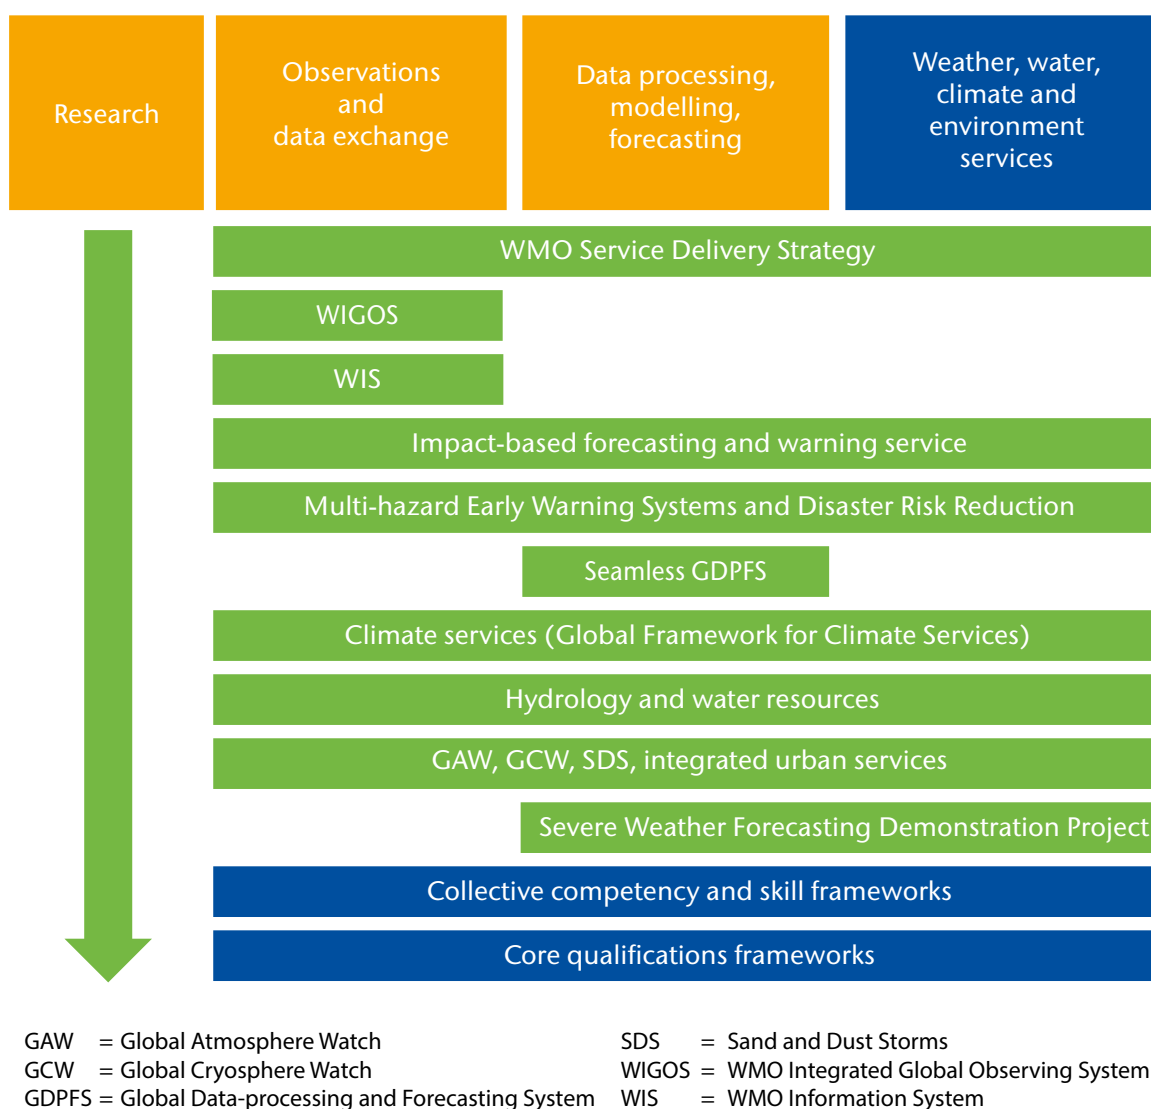 Research
Observations
and
data exchange
Data processing,
modelling,
forecasting
Weather, water,
climate and
environment
services
WMO Service Delivery Strategy
WIGOS
WIS
Impact-based forecasting and warning service
Multi-hazard Early Warning Systems and Disaster Risk Reduction
Seamless GDPFS
Climate services (Global Framework for Climate Services)
Hydrology and water resources
GAW, GCW, SDS, integrated urban services
Severe Weather Forecasting Demonstration Project
Collective competency and skill frameworks
Core qualifications frameworks
GAW = Global Atmosphere Watch
GCW = Global Cryosphere Watch
GDPFS = Global Data-processing and Forecasting System
SDS = Sand and Dust Storms
WIGOS = WMO Integrated Global Observing System
WIS = WMO Information System